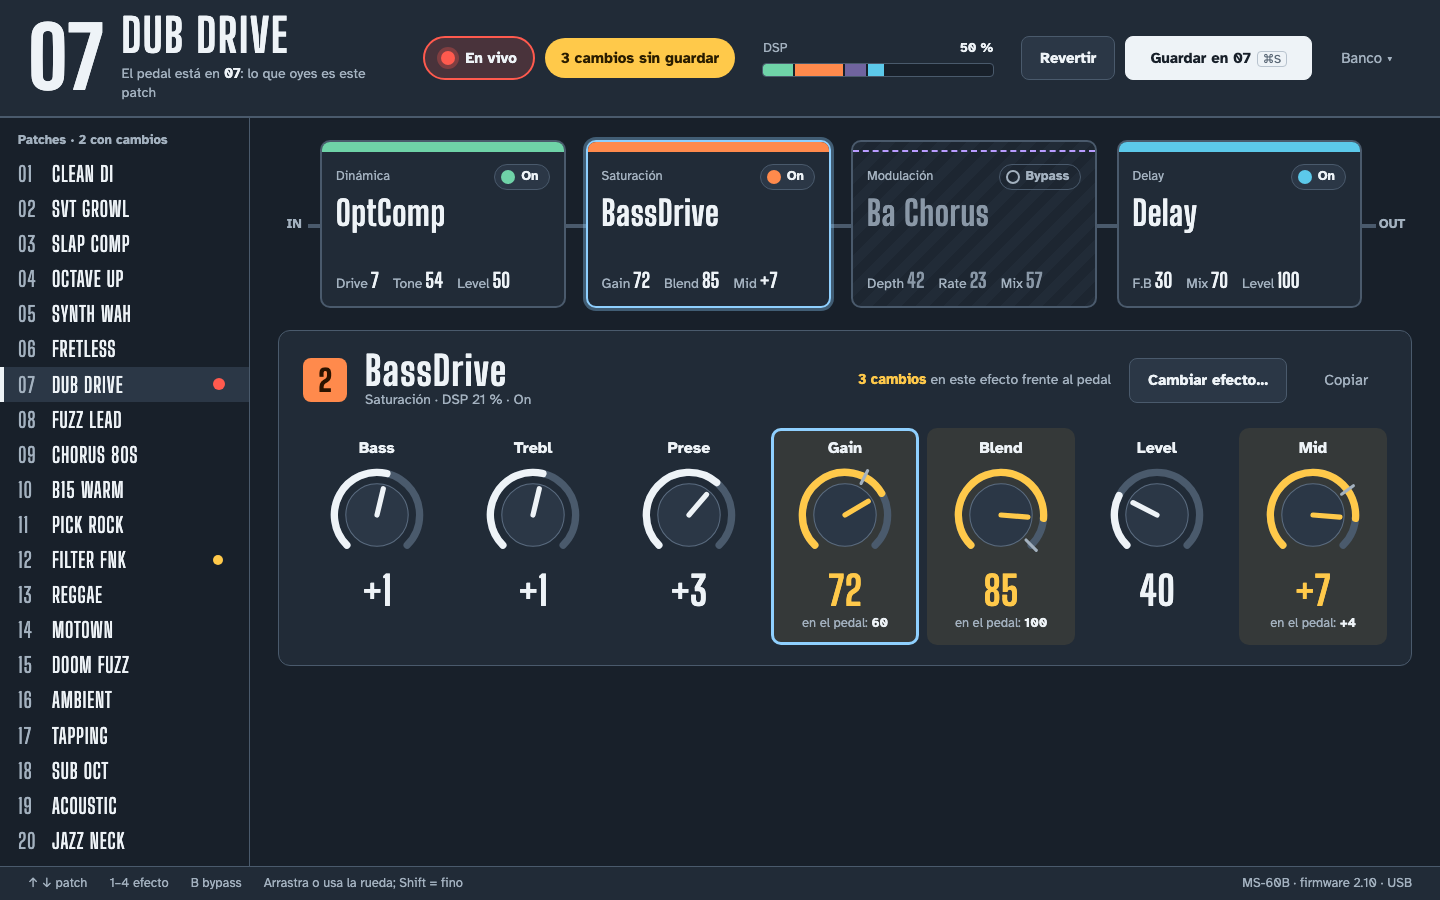 07
DUB DRIVE
El pedal está en 07: lo que oyes es este
patch
En vivo
3 cambios sin guardar
DSP
50 %
Revertir
Guardar en 07 ⌘S
Banco ▾
Patches · 2 con cambios
01 CLEAN DI
02 SVT GROWL
03 SLAP COMP
04 OCTAVE UP
05 SYNTH WAH
06 FRETLESS
07 DUB DRIVE
08 FUZZ LEAD
09 CHORUS 80S
10 B15 WARM
11 PICK ROCK
12 FILTER FNK
13 REGGAE
14 MOTOWN
15 DOOM FUZZ
16 AMBIENT
17 TAPPING
18 SUB OCT
19 ACOUSTIC
20 JAZZ NECK
IN
Dinámica
On
OptComp
Drive 7 Tone 54 Level 50
Saturación
On
BassDrive
Gain 72 Blend 85 Mid +7
Modulación
Bypass
Ba Chorus
Depth 42 Rate 23 Mix 57
Delay
On
Delay
F.B 30 Mix 70 Level 100
OUT
2
BassDrive
Saturación · DSP 21 % · On
3 cambios en este efecto frente al pedal
Cambiar efecto...
Copiar
Bass
+1
Trebl
+1
Prese
+3
Gain
72
en el pedal: 60
Blend
85
en el pedal: 100
Level
40
Mid
+7
en el pedal: +4
↑ ↓ patch
1–4 efecto
B bypass
Arrastra o usa la rueda; Shift = fino
MS-60B · firmware 2.10 · USB